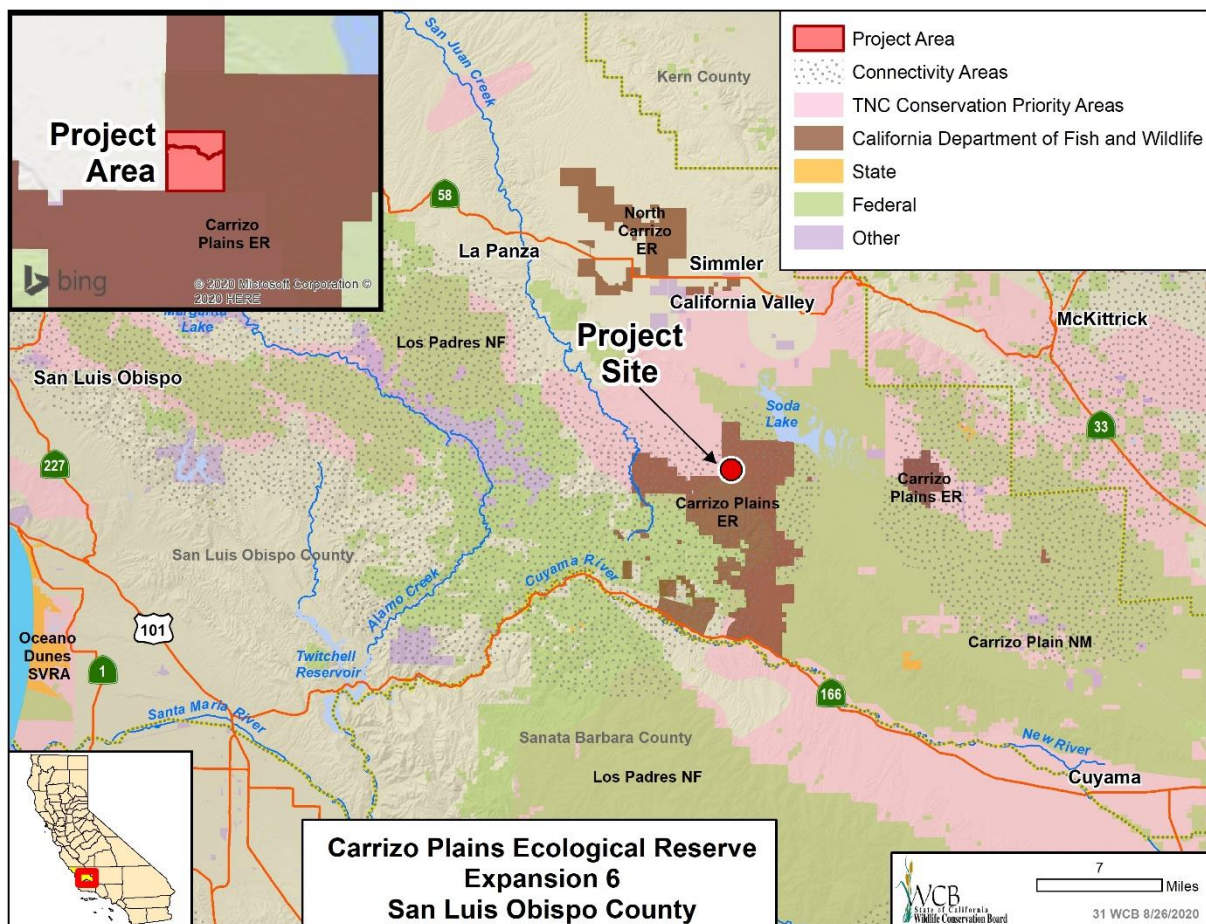 Project
Area
Carrizo
Plains ER
bing
© 2020 Microsoft Corporation ©
2020 HERE
Project Area
Connectivity Areas
TNC Conservation Priority Areas
California Department of Fish and Wildlife
State
Federal
Other
San Juan Creek
Kern County
58
La Panza
North
Carrizo
ER
Simmler
California Valley
McKittrick
Margarita
Lake
Los Padres NF
Project
Site
San Luis Obispo
Soda
Lake
33
227
Carrizo
Plains ER
Carrizo Plains
ER
San Luis Obispo County
Alamo Creek
Cuyama River
101
Oceano
Dunes
SVRA
1
Twitchell
Reservoir
Carrizo Plain NM
166
Santa Maria River
Sanata Barbara County
New River
Los Padres NF
Cuyama
Carrizo Plains Ecological Reserve
Expansion 6
San Luis Obispo County
WCB
State of California
Wildlife Conservation Board
7
Miles
31 WCB 8/26/2020